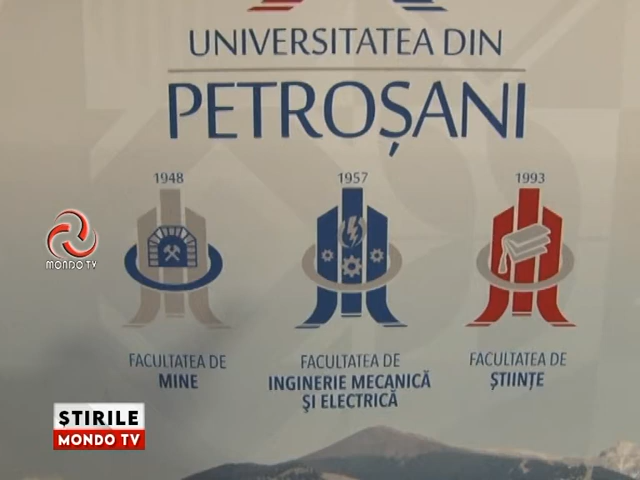 UNIVERSITATEA DIN
PETROȘANI
1948
1957
1993
MONDO TV
FACULTATEA DE
MINE
FACULTATEA DE
INGINERIE MECANICĂ
ȘI ELECTRICĂ
FACULTATEA DE
ȘTIINȚE
ȘTIRILE
MONDO TV